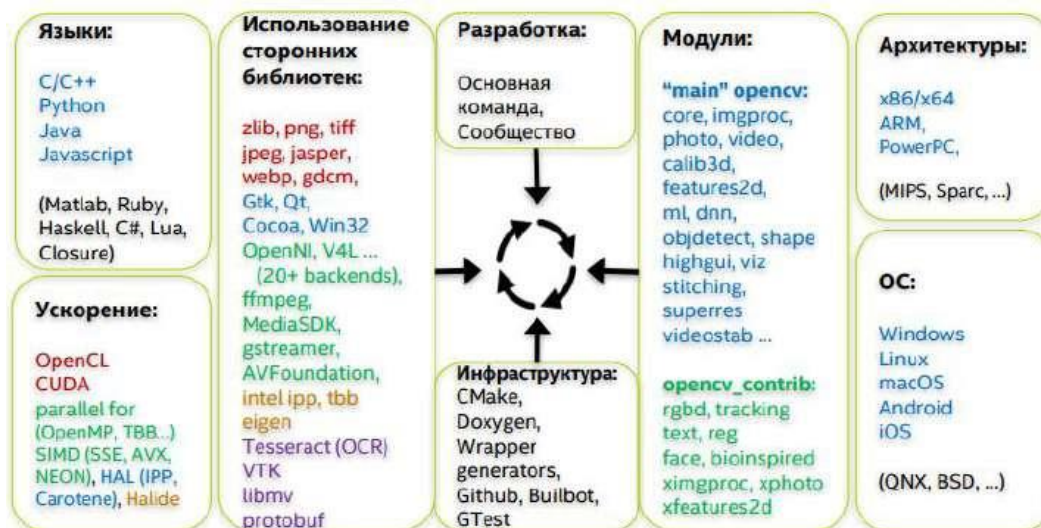 Языки:
C/C++
Python
Java
Javascript
(Matlab, Ruby,
Haskell, C#, Lua,
Closure)
Ускорение:
OpenCL
CUDA
parallel for
(OpenMP, TBB...)
SIMD (SSE, AVX,
NEON), HAL (IPP,
Carotene), Halide
Использование
сторонних
библиотек:
zlib, png, tiff
jpeg, jasper,
webp, gdcm,
Gtk, Qt,
Cocoa, Win32
OpenNI, V4L ...
(20+ backends),
ffmpeg,
MediaSDK,
gstreamer,
AVFoundation,
intel ipp, tbb
eigen
Tesseract (OCR)
VTK
libmv
protobuf
Разработка:
Основная
команда,
Сообщество
Инфраструктура:
CMake,
Doxygen,
Wrapper
generators,
Github, Builbot,
GTest
Модули:
“main” opencv:
core, imgproc,
photo, video,
calib3d,
features2d,
ml, dnn,
objdetect, shape
highgui, viz
stitching,
superres
videostab ...
opencv_contrib:
rgbd, tracking
text, reg
face, bioinspired
ximgproc, xphoto
xfeatures2d
Архитектуры:
x86/x64
ARM,
PowerPC,
(MIPS, Sparc, ...)
ОС:
Windows
Linux
macOS
Android
iOS
(QNX, BSD, ...)